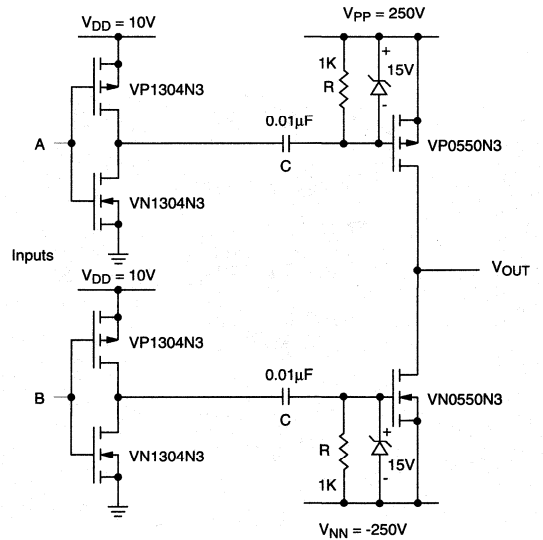 V_DD = 10V
V_PP = 250V
1K
R
+
15V
-
VP1304N3
0.01μF
C
VP0550N3
A
VN1304N3
Inputs
V_DD = 10V
V_OUT
VP1304N3
0.01μF
C
VN0550N3
B
R
1K
+
15V
-
VN1304N3
V_NN = -250V